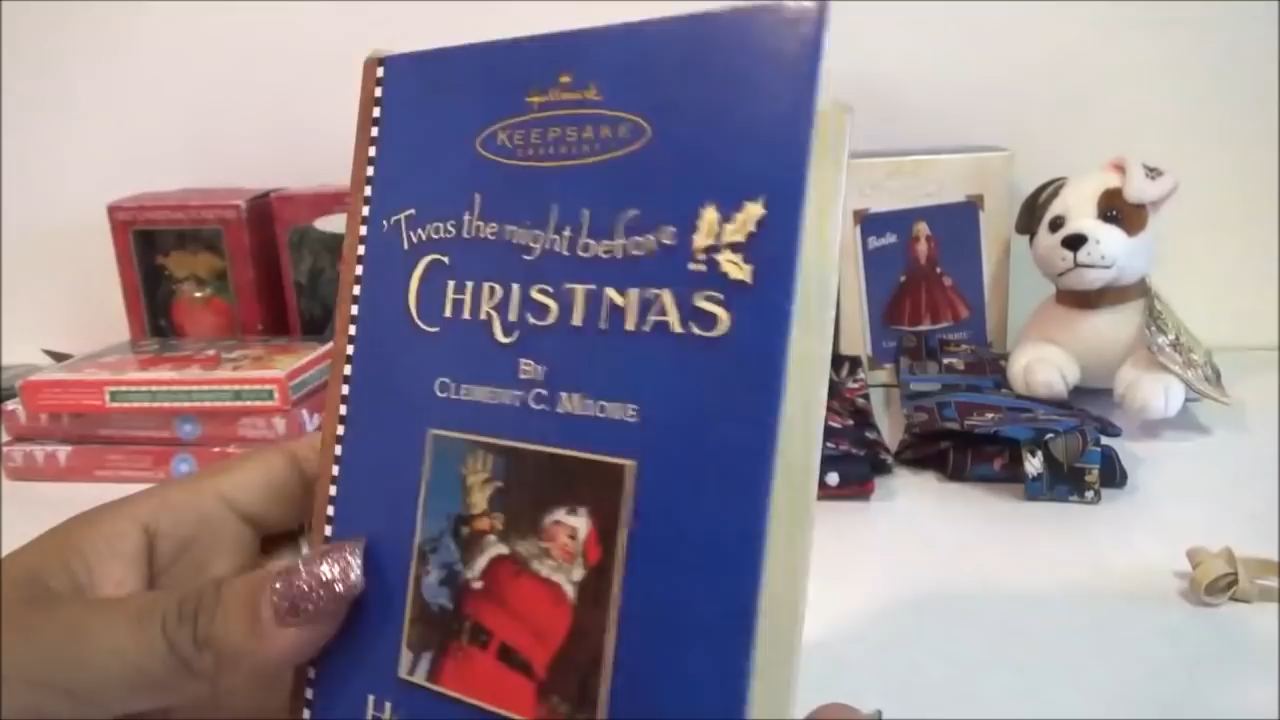 Hallmark
KEEPSAKE
ORNAMENT
'Twas the night before
CHRISTMAS
BY
CLEMENT C. MOORE
Barbie